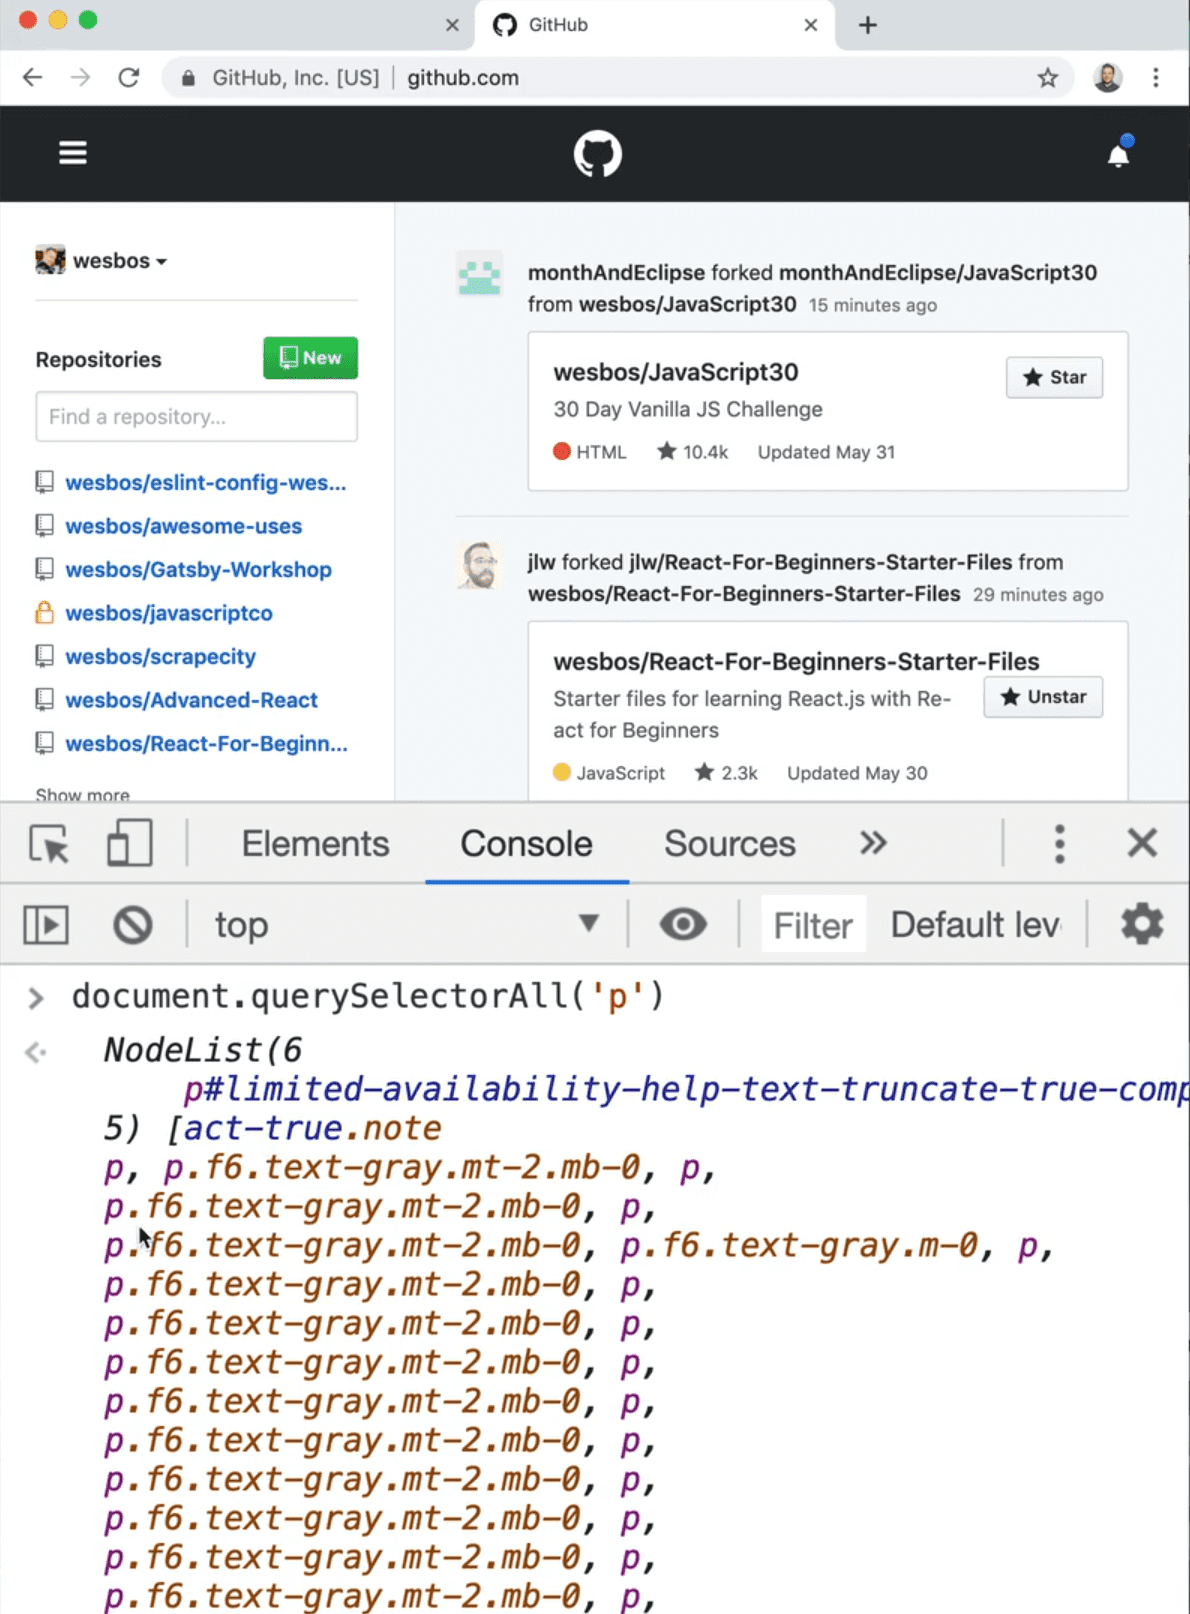 GitHub
GitHub, Inc. [US] | github.com
wesbos
Repositories
New
Find a repository...
wesbos/eslint-config-wes...
wesbos/awesome-uses
wesbos/Gatsby-Workshop
wesbos/javascriptco
wesbos/scrapecity
wesbos/Advanced-React
wesbos/React-For-Beginn...
Show more
monthAndEclipse forked monthAndEclipse/JavaScript30
from wesbos/JavaScript30 15 minutes ago
wesbos/JavaScript30
Star
30 Day Vanilla JS Challenge
HTML 10.4k Updated May 31
jlw forked jlw/React-For-Beginners-Starter-Files from
wesbos/React-For-Beginners-Starter-Files 29 minutes ago
wesbos/React-For-Beginners-Starter-Files
Starter files for learning React.js with Re-
act for Beginners
Unstar
JavaScript 2.3k Updated May 30
Elements Console Sources
top Filter Default lev
document.querySelectorAll('p')
NodeList(6
p#limited-availability-help-text-truncate-true-comp
5) [act-true.note
p, p.f6.text-gray.mt-2.mb-0, p,
p.f6.text-gray.mt-2.mb-0, p,
p.f6.text-gray.mt-2.mb-0, p.f6.text-gray.m-0, p,
p.f6.text-gray.mt-2.mb-0, p,
p.f6.text-gray.mt-2.mb-0, p,
p.f6.text-gray.mt-2.mb-0, p,
p.f6.text-gray.mt-2.mb-0, p,
p.f6.text-gray.mt-2.mb-0, p,
p.f6.text-gray.mt-2.mb-0, p,
p.f6.text-gray.mt-2.mb-0, p,
p.f6.text-gray.mt-2.mb-0, p,
p.f6.text-gray.mt-2.mb-0, p,